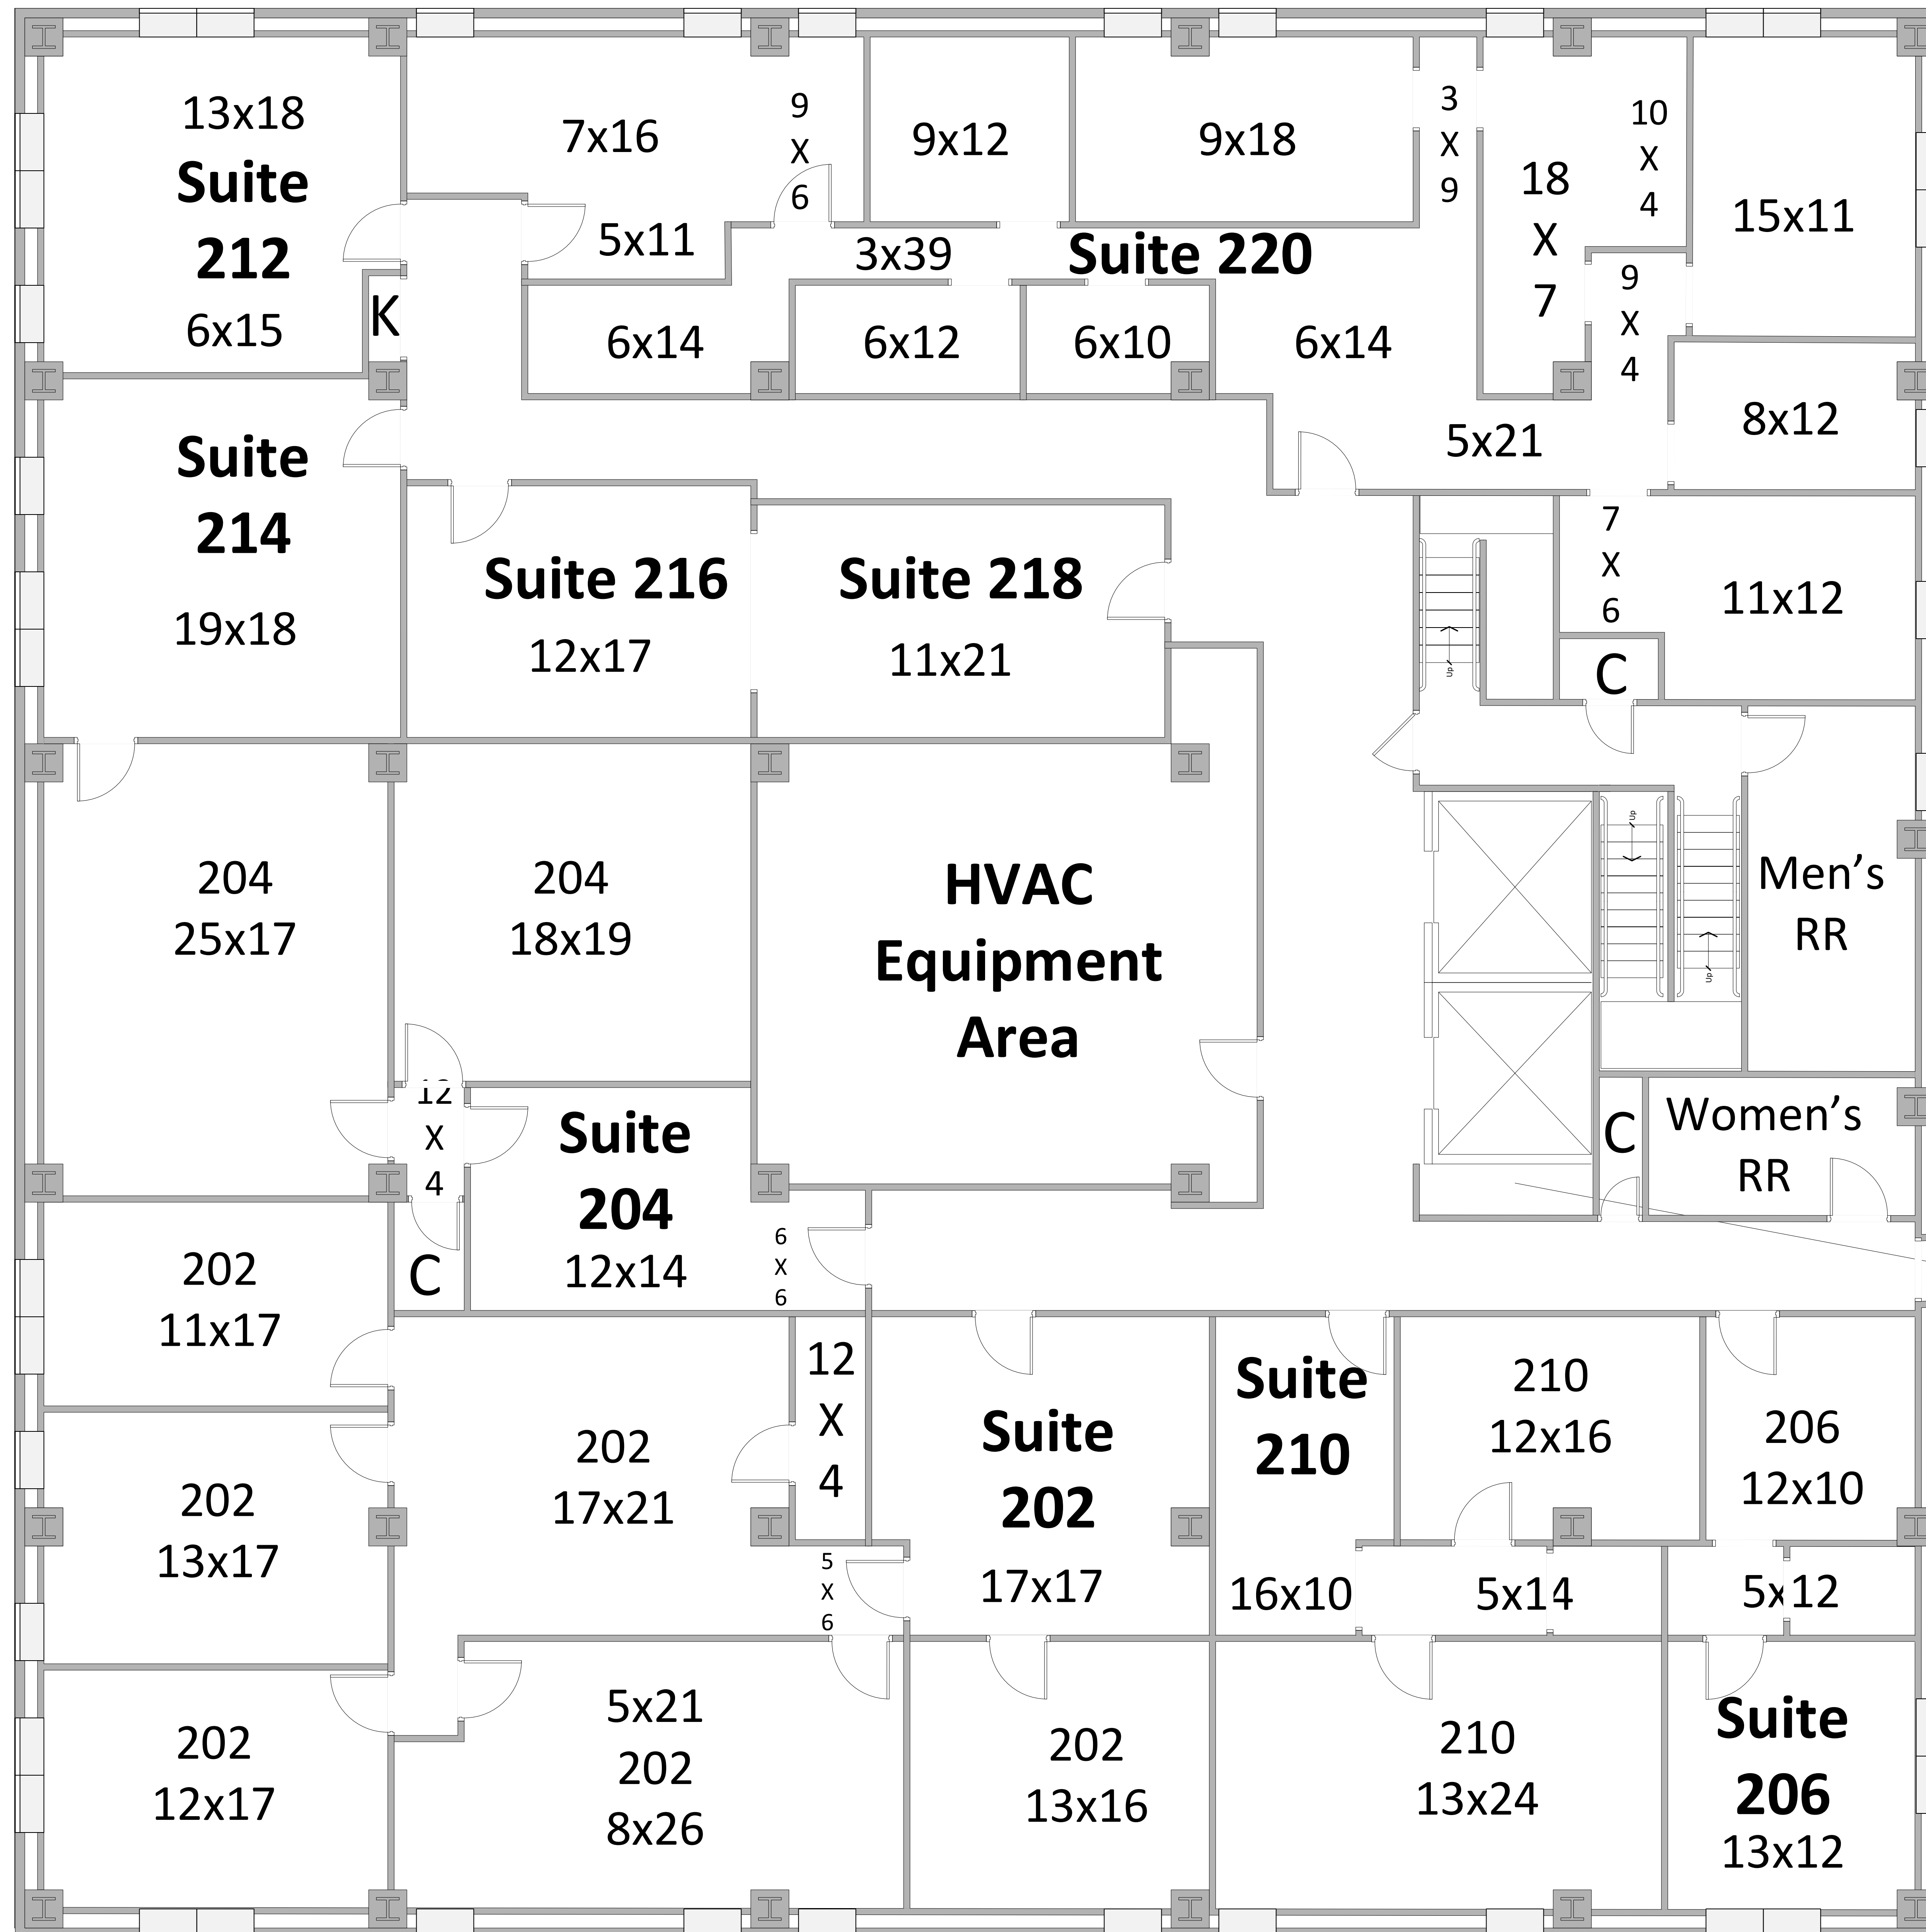 13x18
Suite
212
6x15
K
7x16
9
X
6
5x11
9x12
9x18
3
X
9
10
X
4
18
X
7
15x11
3x39
Suite 220
9
X
4
6x14
6x12
6x10
6x14
8x12
5x21
Suite
214
19x18
Suite 216
12x17
Suite 218
11x21
7
X
6
11x12
C
Up
204
25x17
204
18x19
HVAC
Equipment
Area
Up
Up
Men's
RR
12
X
4
Suite
204
12x14
C
Women's
RR
6
X
6
C
202
11x17
202
13x17
202
12x17
202
17x21
12
X
4
5
X
6
Suite
202
17x17
Suite
210
16x10
210
12x16
5x14
206
12x10
5x12
5x21
202
8x26
202
13x16
210
13x24
Suite
206
13x12